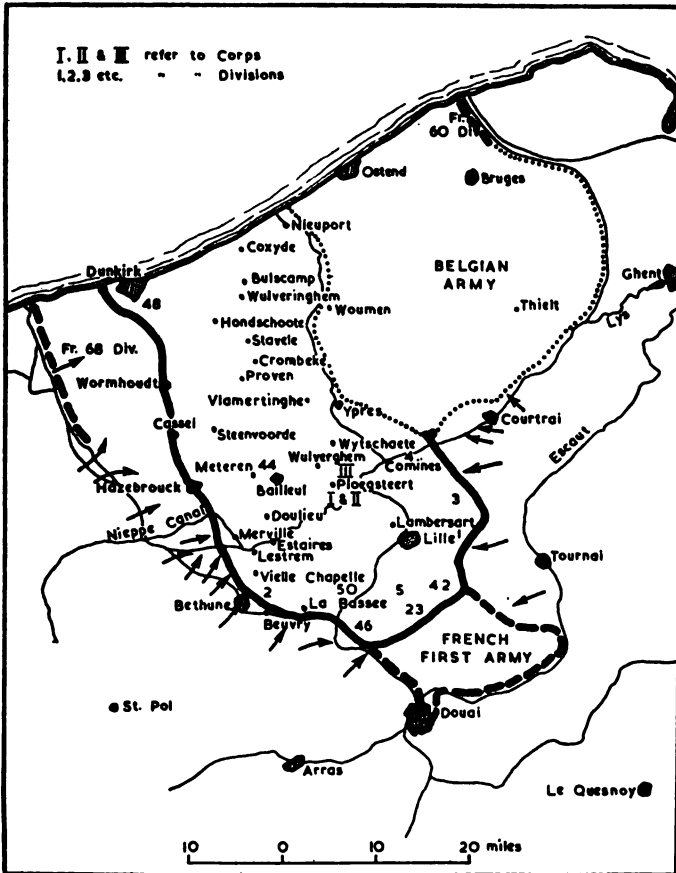 I. II & III refer to Corps
1,2,3 etc. " " Divisions
Fr.
60 Div.
Ostend
Bruges
Nieuport
Coxyde
Dunkirk
48
Bulscamp
Wulveringhem
BELGIAN
ARMY
Ghent
Woumen
Thielt
Lys
Hondschoote
Stavele
Fr. 68 Div.
Crombeke
Proven
Wormhoudt
Vlamertinghe
Ypres
Courtrai
Cassel
Steenvoorde
Wytschaete
Escaut
Wulverghem
4
Comines
Meteren
44
III
Bailleul
Ploegsteert
3
Hazebrouck
I & II
Doulieu
Lambersart
Nieppe Canal
Merville
Lille
1
Estaires
Lestrem
Tournai
Vielle Chapelle
50
5
42
Bethune
2
La Bassee
23
Beuvry
46
FRENCH
FIRST ARMY
St. Pol
Douai
Arras
Le Quesnoy
10 0 10 20 miles